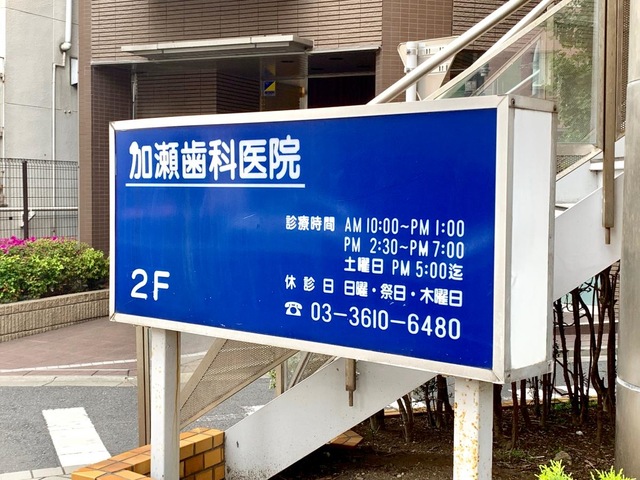 加瀬歯科医院
診療時間 AM 10:00~PM 1:00
PM 2:30~PM 7:00
土曜日 PM 5:00迄
2F
休診日 日曜・祭日・木曜日
☎ 03-3610-6480